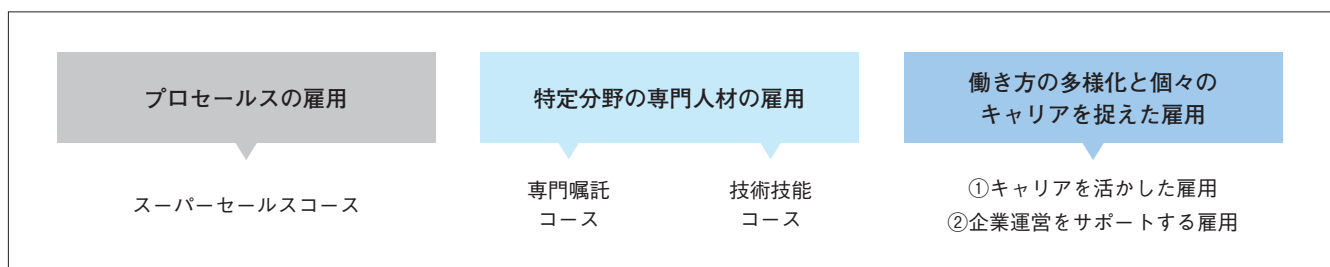 プロセールスの雇用
スーパーセールスコース
特定分野の専門人材の雇用
専門嘱託
コース
技術技能
コース
働き方の多様化と個々の
キャリアを捉えた雇用
①キャリアを活かした雇用
②企業運営をサポートする雇用